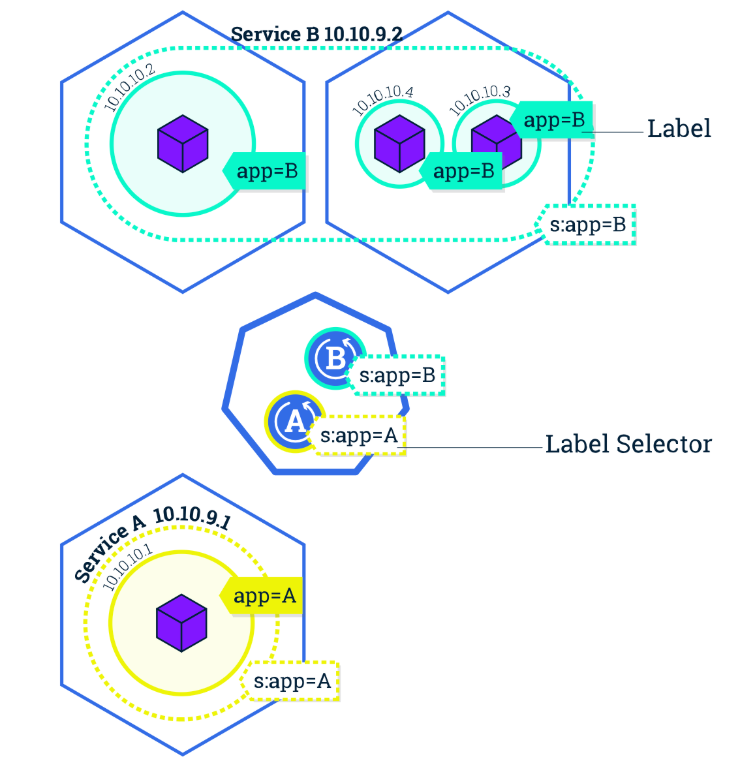 Service B 10.10.9.2
10.10.10.2
10.10.10.4
10.10.10.3
app=B
Label
app=B
app=B
s:app=B
B
s:app=B
A
s:app=A
Label Selector
Service A 10.10.9.1
10.10.10.1
app=A
s:app=A